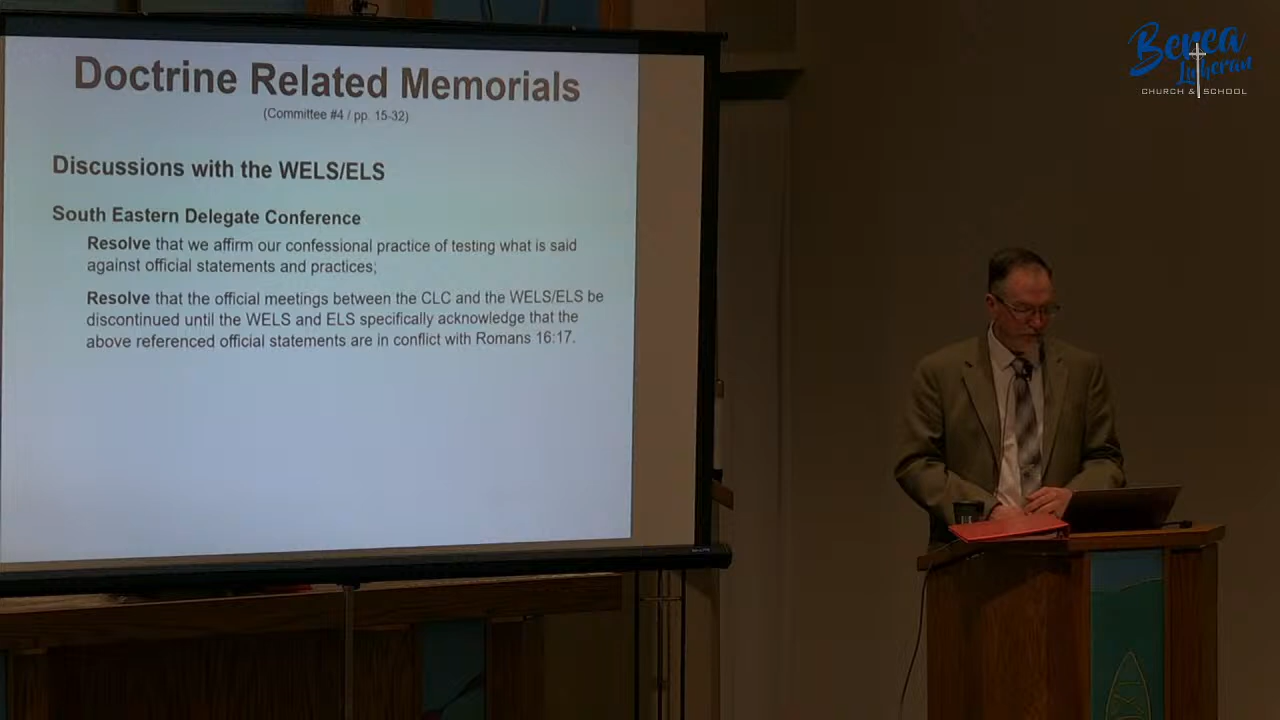 Doctrine Related Memorials
(Committee #4 / pp. 15-32)
Discussions with the WELS/ELS
South Eastern Delegate Conference
Resolve that we affirm our confessional practice of testing what is said
against official statements and practices;
Resolve that the official meetings between the CLC and the WELS/ELS be
discontinued until the WELS and ELS specifically acknowledge that the
above referenced official statements are in conflict with Romans 16:17.
Berea
Lutheran
CHURCH & SCHOOL